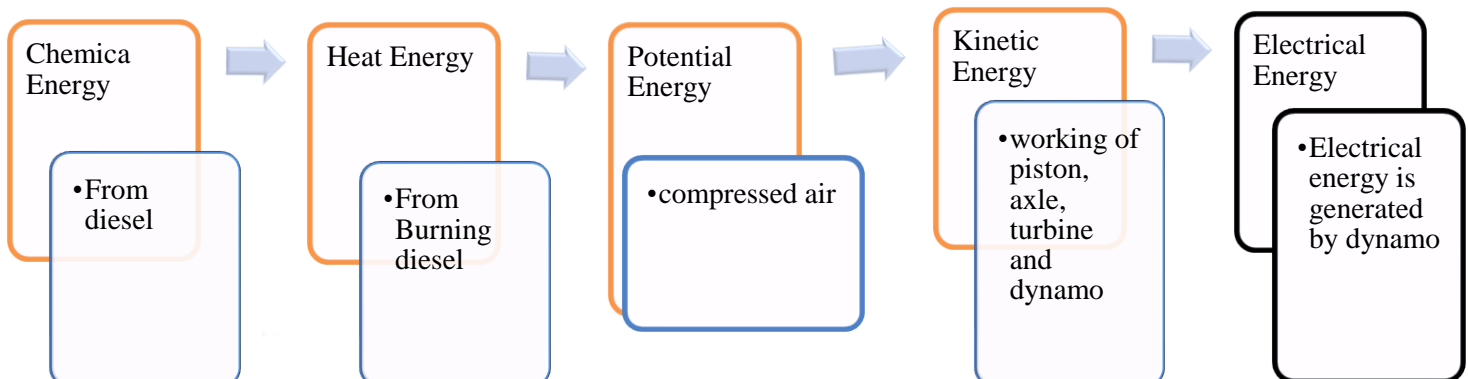 Chemica
Energy
•From
diesel
Heat Energy
•From
Burning
diesel
Potential
Energy
•compressed air
Kinetic
Energy
•working of
piston,
axle,
turbine
and
dynamo
Electrical
Energy
•Electrical
energy is
generated
by dynamo